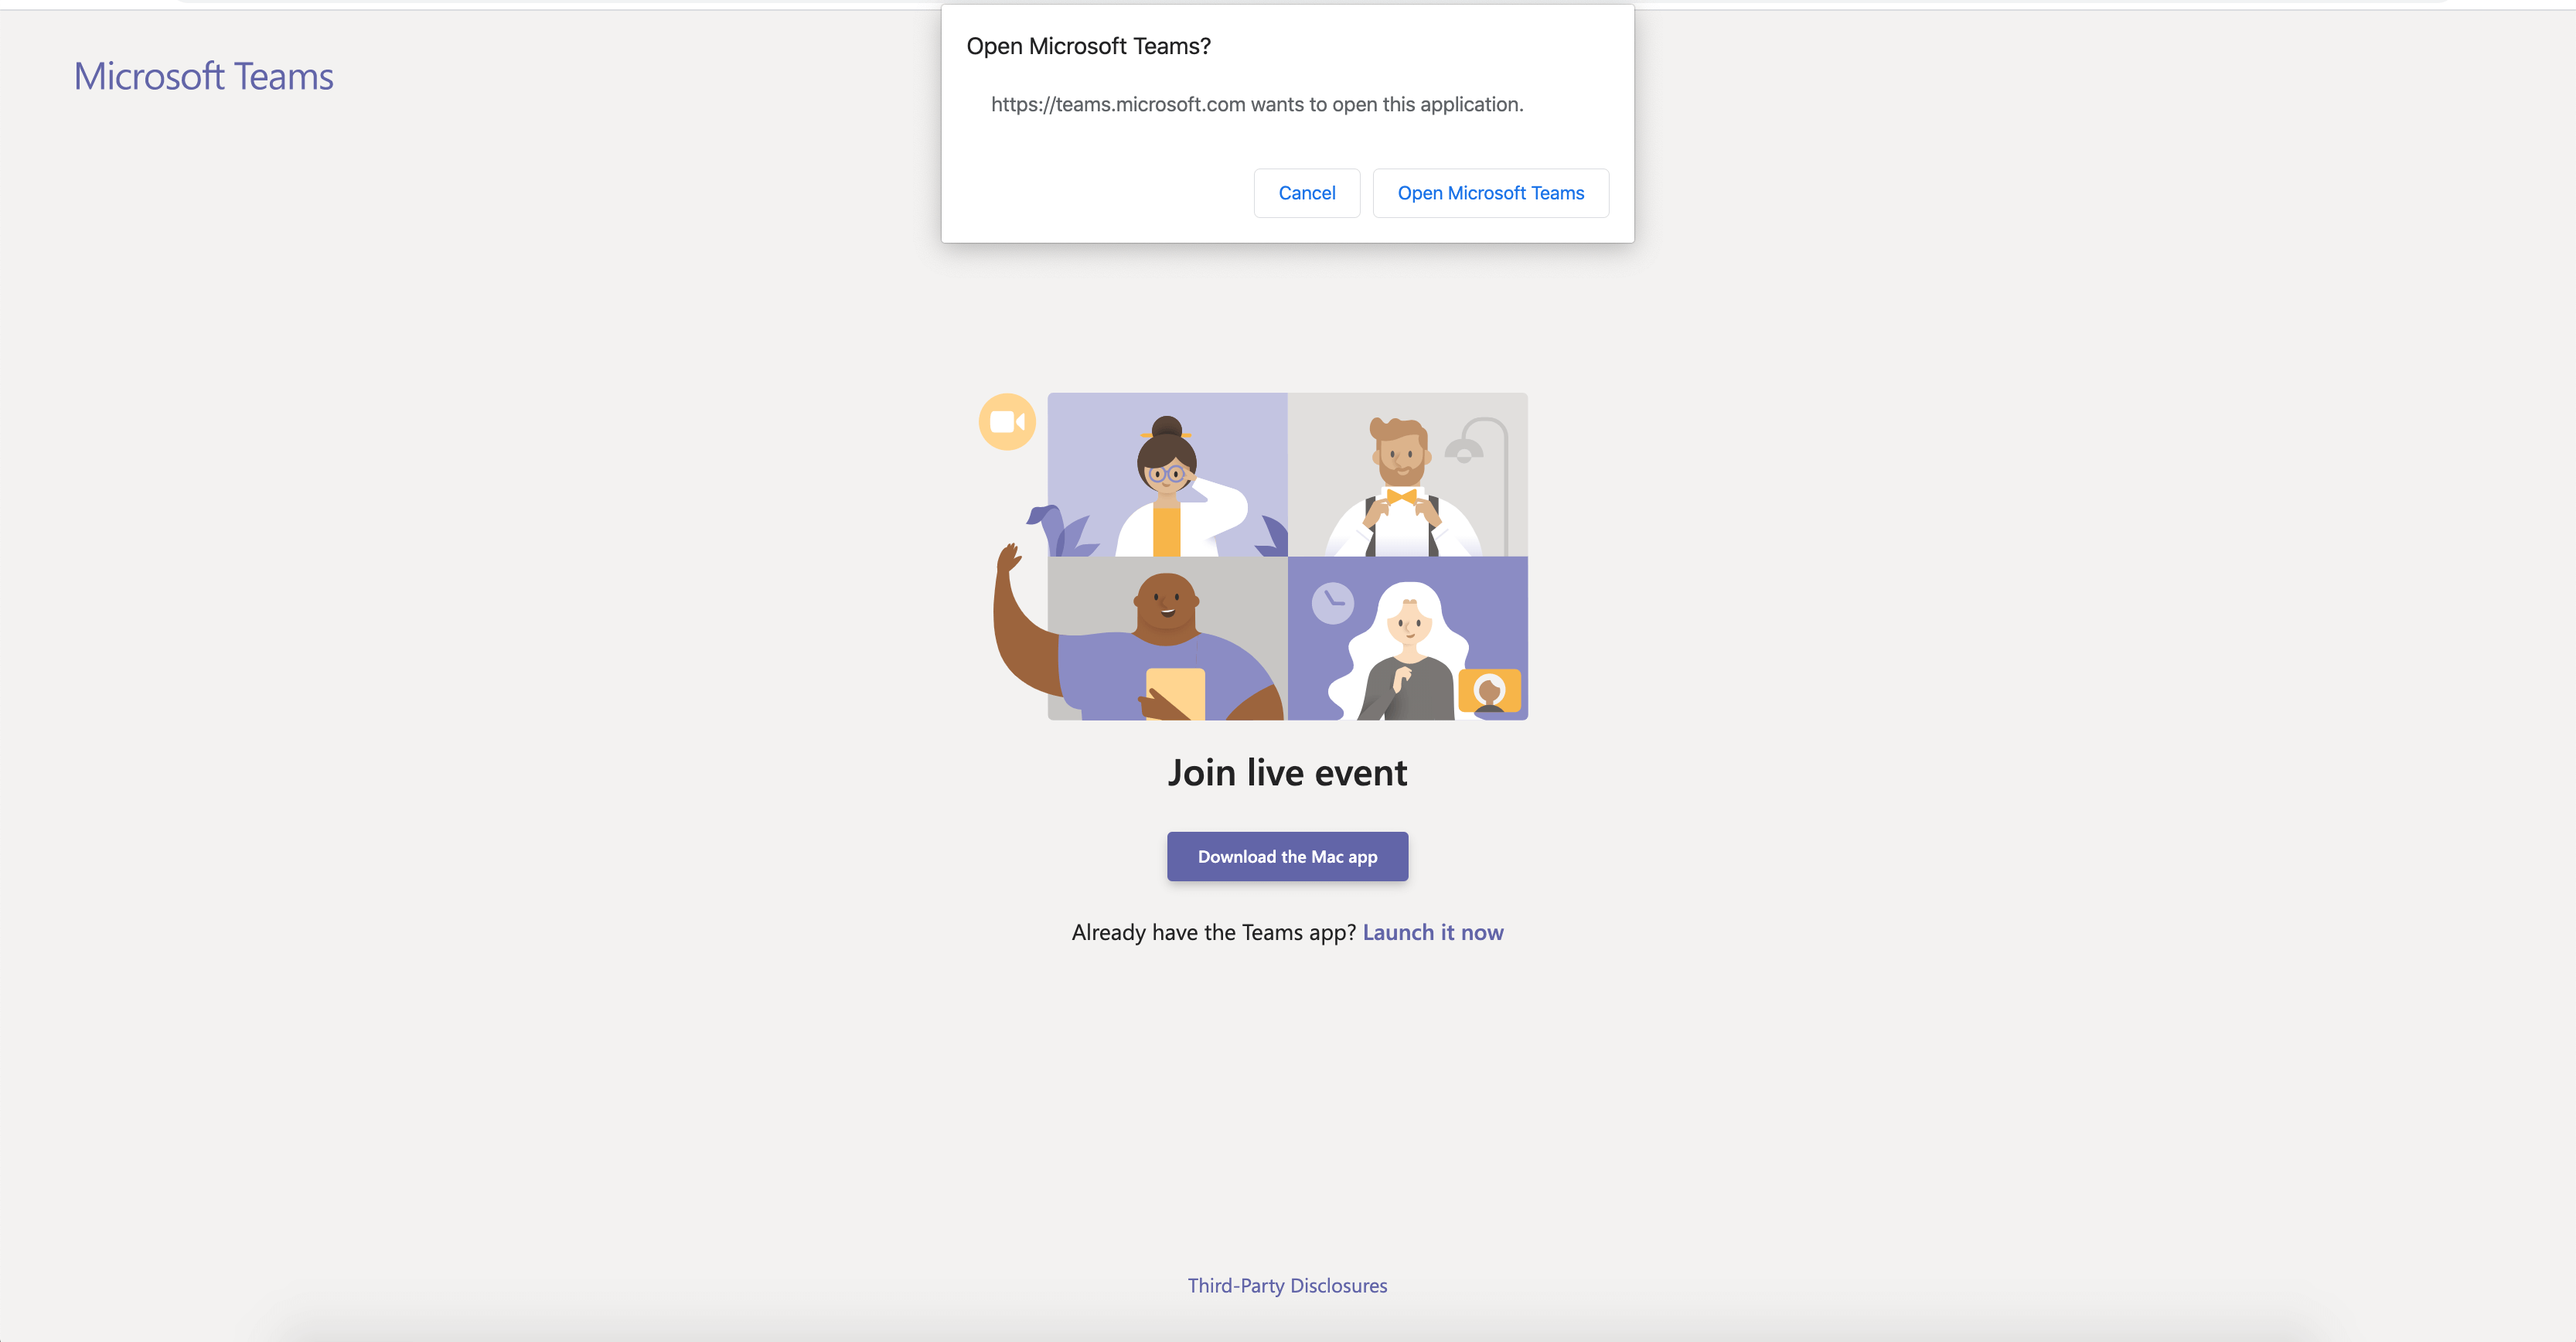 Open Microsoft Teams?
https://teams.microsoft.com wants to open this application.
Cancel
Open Microsoft Teams
Microsoft Teams
Join live event
Download the Mac app
Already have the Teams app? Launch it now
Third-Party Disclosures